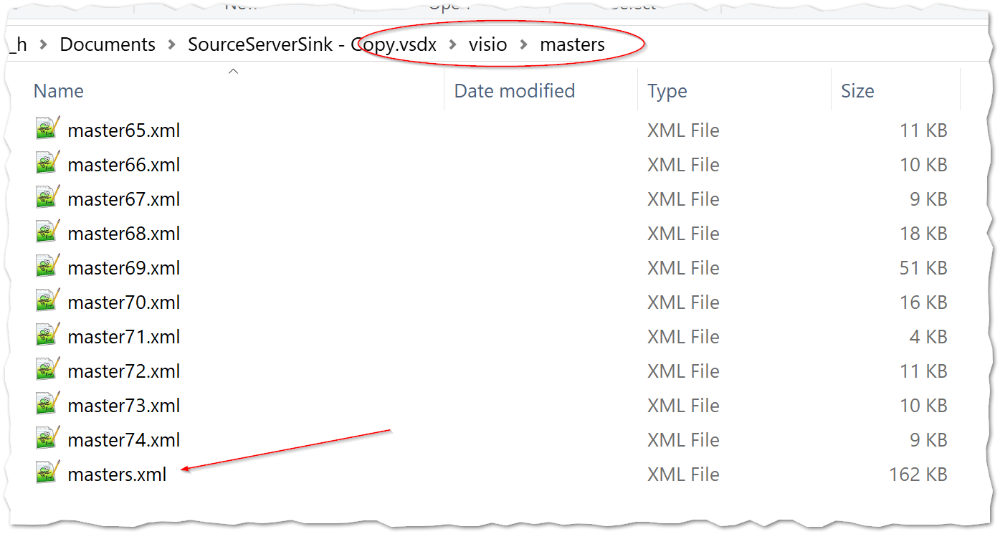 _h > Documents > SourceServerSink - Copy.vsdx > visio > masters
Name Date modified Type Size
master65.xml XML File 11 KB
master66.xml XML File 10 KB
master67.xml XML File 9 KB
master68.xml XML File 18 KB
master69.xml XML File 51 KB
master70.xml XML File 16 KB
master71.xml XML File 4 KB
master72.xml XML File 11 KB
master73.xml XML File 10 KB
master74.xml XML File 9 KB
masters.xml XML File 162 KB